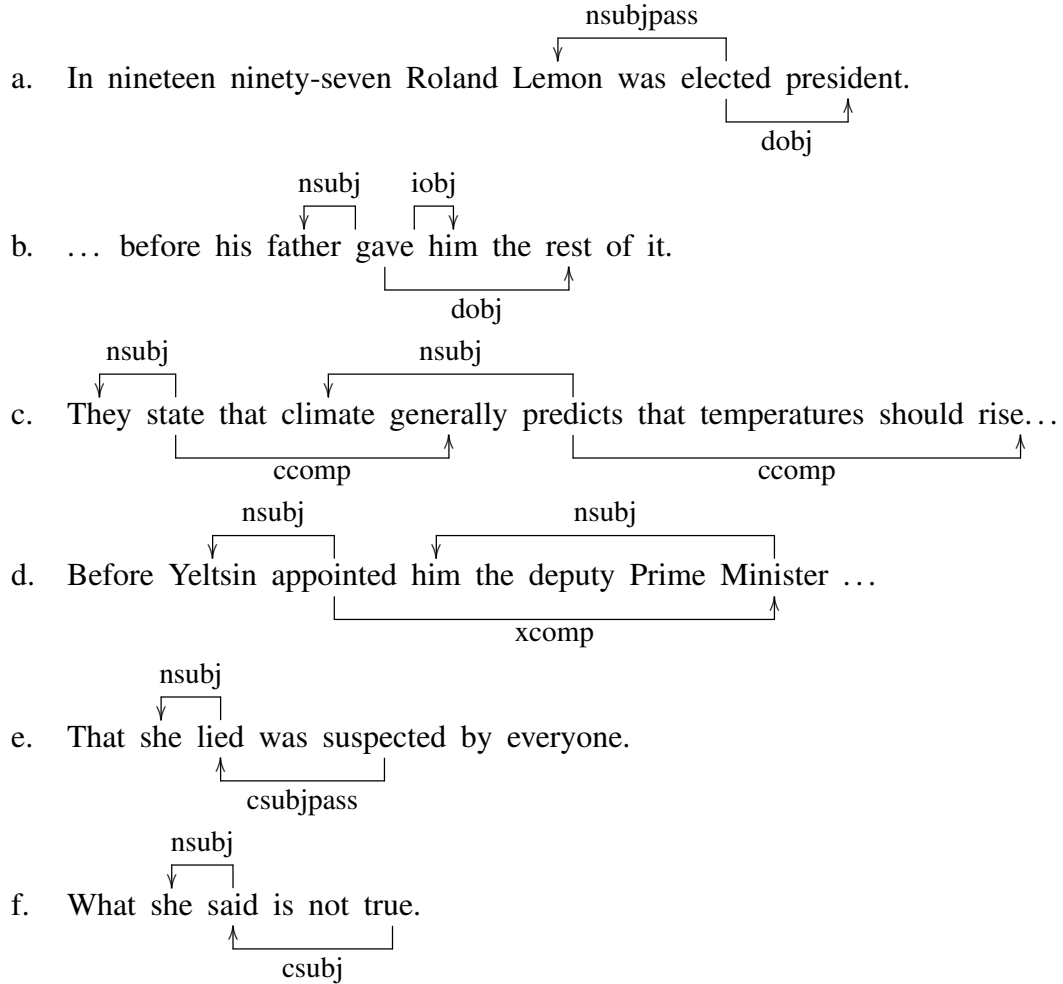 nsubjpass
a. In nineteen ninety-seven Roland Lemon was elected president.
dobj
nsubj iobj
b. ... before his father gave him the rest of it.
dobj
nsubj nsubj
c. They state that climate generally predicts that temperatures should rise...
ccomp ccomp
nsubj nsubj
d. Before Yeltsin appointed him the deputy Prime Minister ...
xcomp
nsubj
e. That she lied was suspected by everyone.
csubjpass
nsubj
f. What she said is not true.
csubj